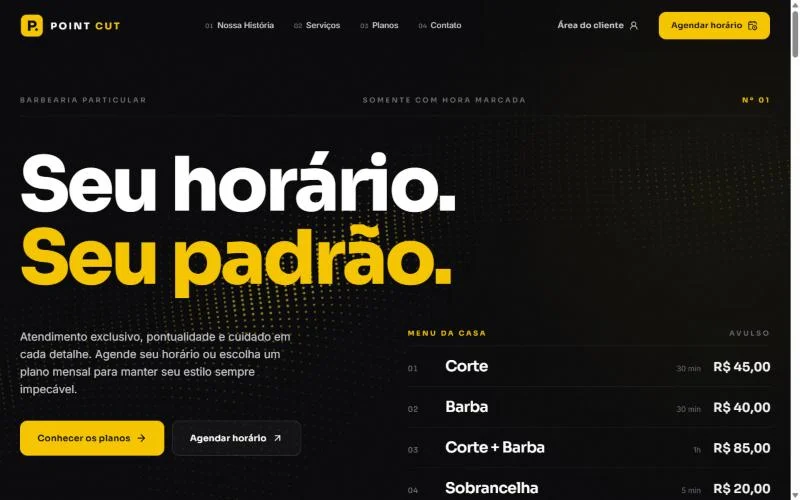 P. POINT CUT
01 Nossa História
02 Serviços
03 Planos
04 Contato
Área do cliente
Agendar horário
BARBEARIA PARTICULAR
SOMENTE COM HORA MARCADA
Nº 01
Seu horário.
Seu padrão.
Atendimento exclusivo, pontualidade e cuidado em
cada detalhe. Agende seu horário ou escolha um
plano mensal para manter seu estilo sempre
impecável.
Conhecer os planos →
Agendar horário ↗
MENU DA CASA
AVULSO
01 Corte 30 min R$ 45,00
02 Barba 30 min R$ 40,00
03 Corte + Barba 1h R$ 85,00
04 Sobrancelha 5 min R$ 20,00